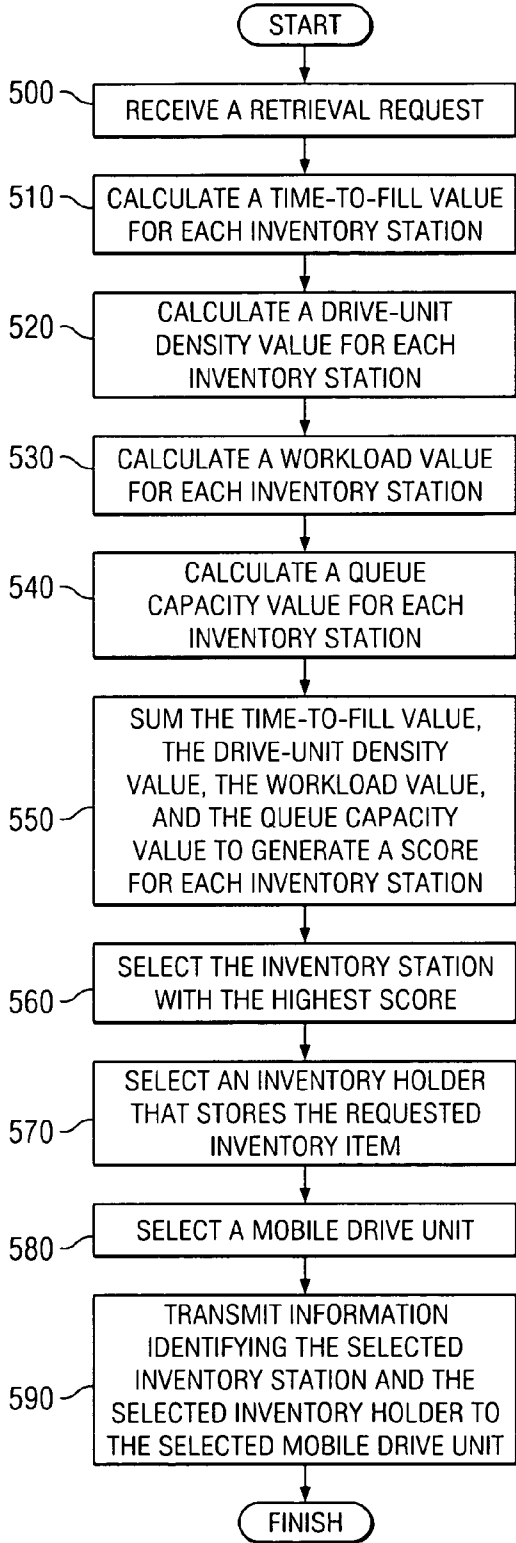 START
500
RECEIVE A RETRIEVAL REQUEST
510
CALCULATE A TIME-TO-FILL VALUE
FOR EACH INVENTORY STATION
520
CALCULATE A DRIVE-UNIT
DENSITY VALUE FOR EACH
INVENTORY STATION
530
CALCULATE A WORKLOAD VALUE
FOR EACH INVENTORY STATION
540
CALCULATE A QUEUE
CAPACITY VALUE FOR EACH
INVENTORY STATION
550
SUM THE TIME-TO-FILL VALUE,
THE DRIVE-UNIT DENSITY
VALUE, THE WORKLOAD VALUE,
AND THE QUEUE CAPACITY
VALUE TO GENERATE A SCORE
FOR EACH INVENTORY STATION
560
SELECT THE INVENTORY STATION
WITH THE HIGHEST SCORE
570
SELECT AN INVENTORY HOLDER
THAT STORES THE REQUESTED
INVENTORY ITEM
580
SELECT A MOBILE DRIVE UNIT
590
TRANSMIT INFORMATION
IDENTIFYING THE SELECTED
INVENTORY STATION AND THE
SELECTED INVENTORY HOLDER TO
THE SELECTED MOBILE DRIVE UNIT
FINISH